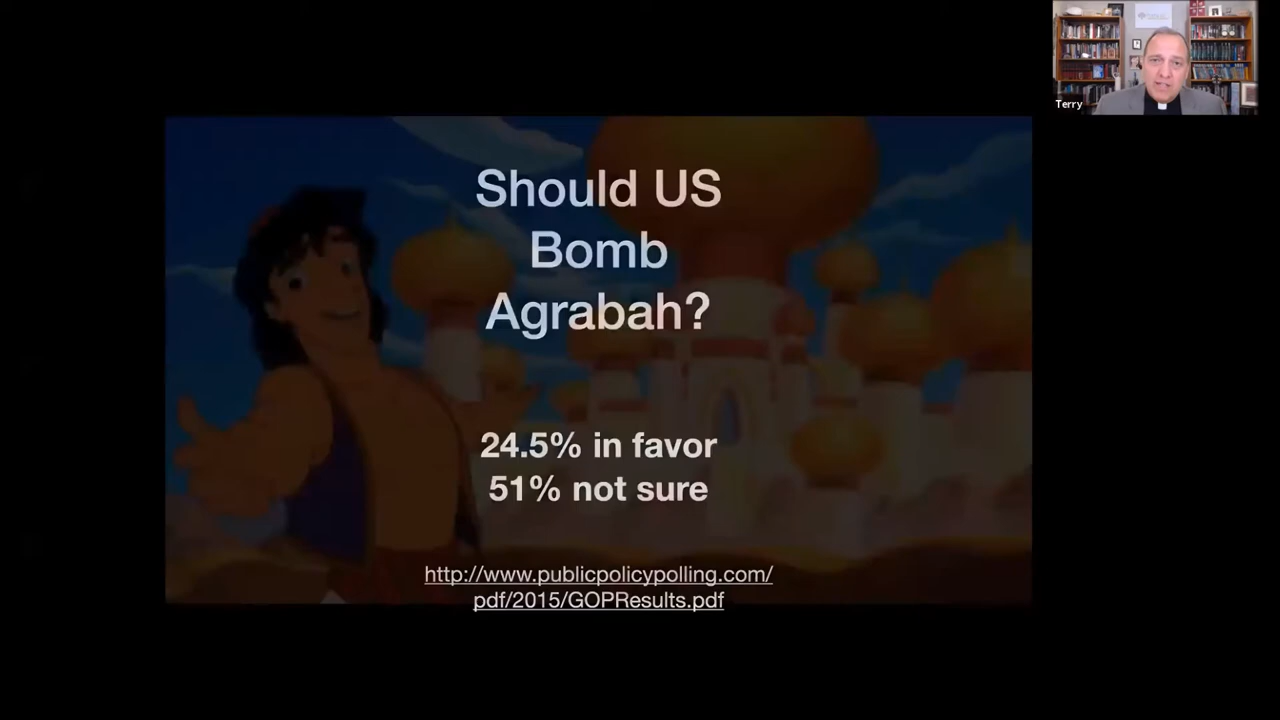 Should US
Bomb
Agrabah?
24.5% in favor
51% not sure
http://www.publicpolicypolling.com/
pdf/2015/GOPResults.pdf
Terry